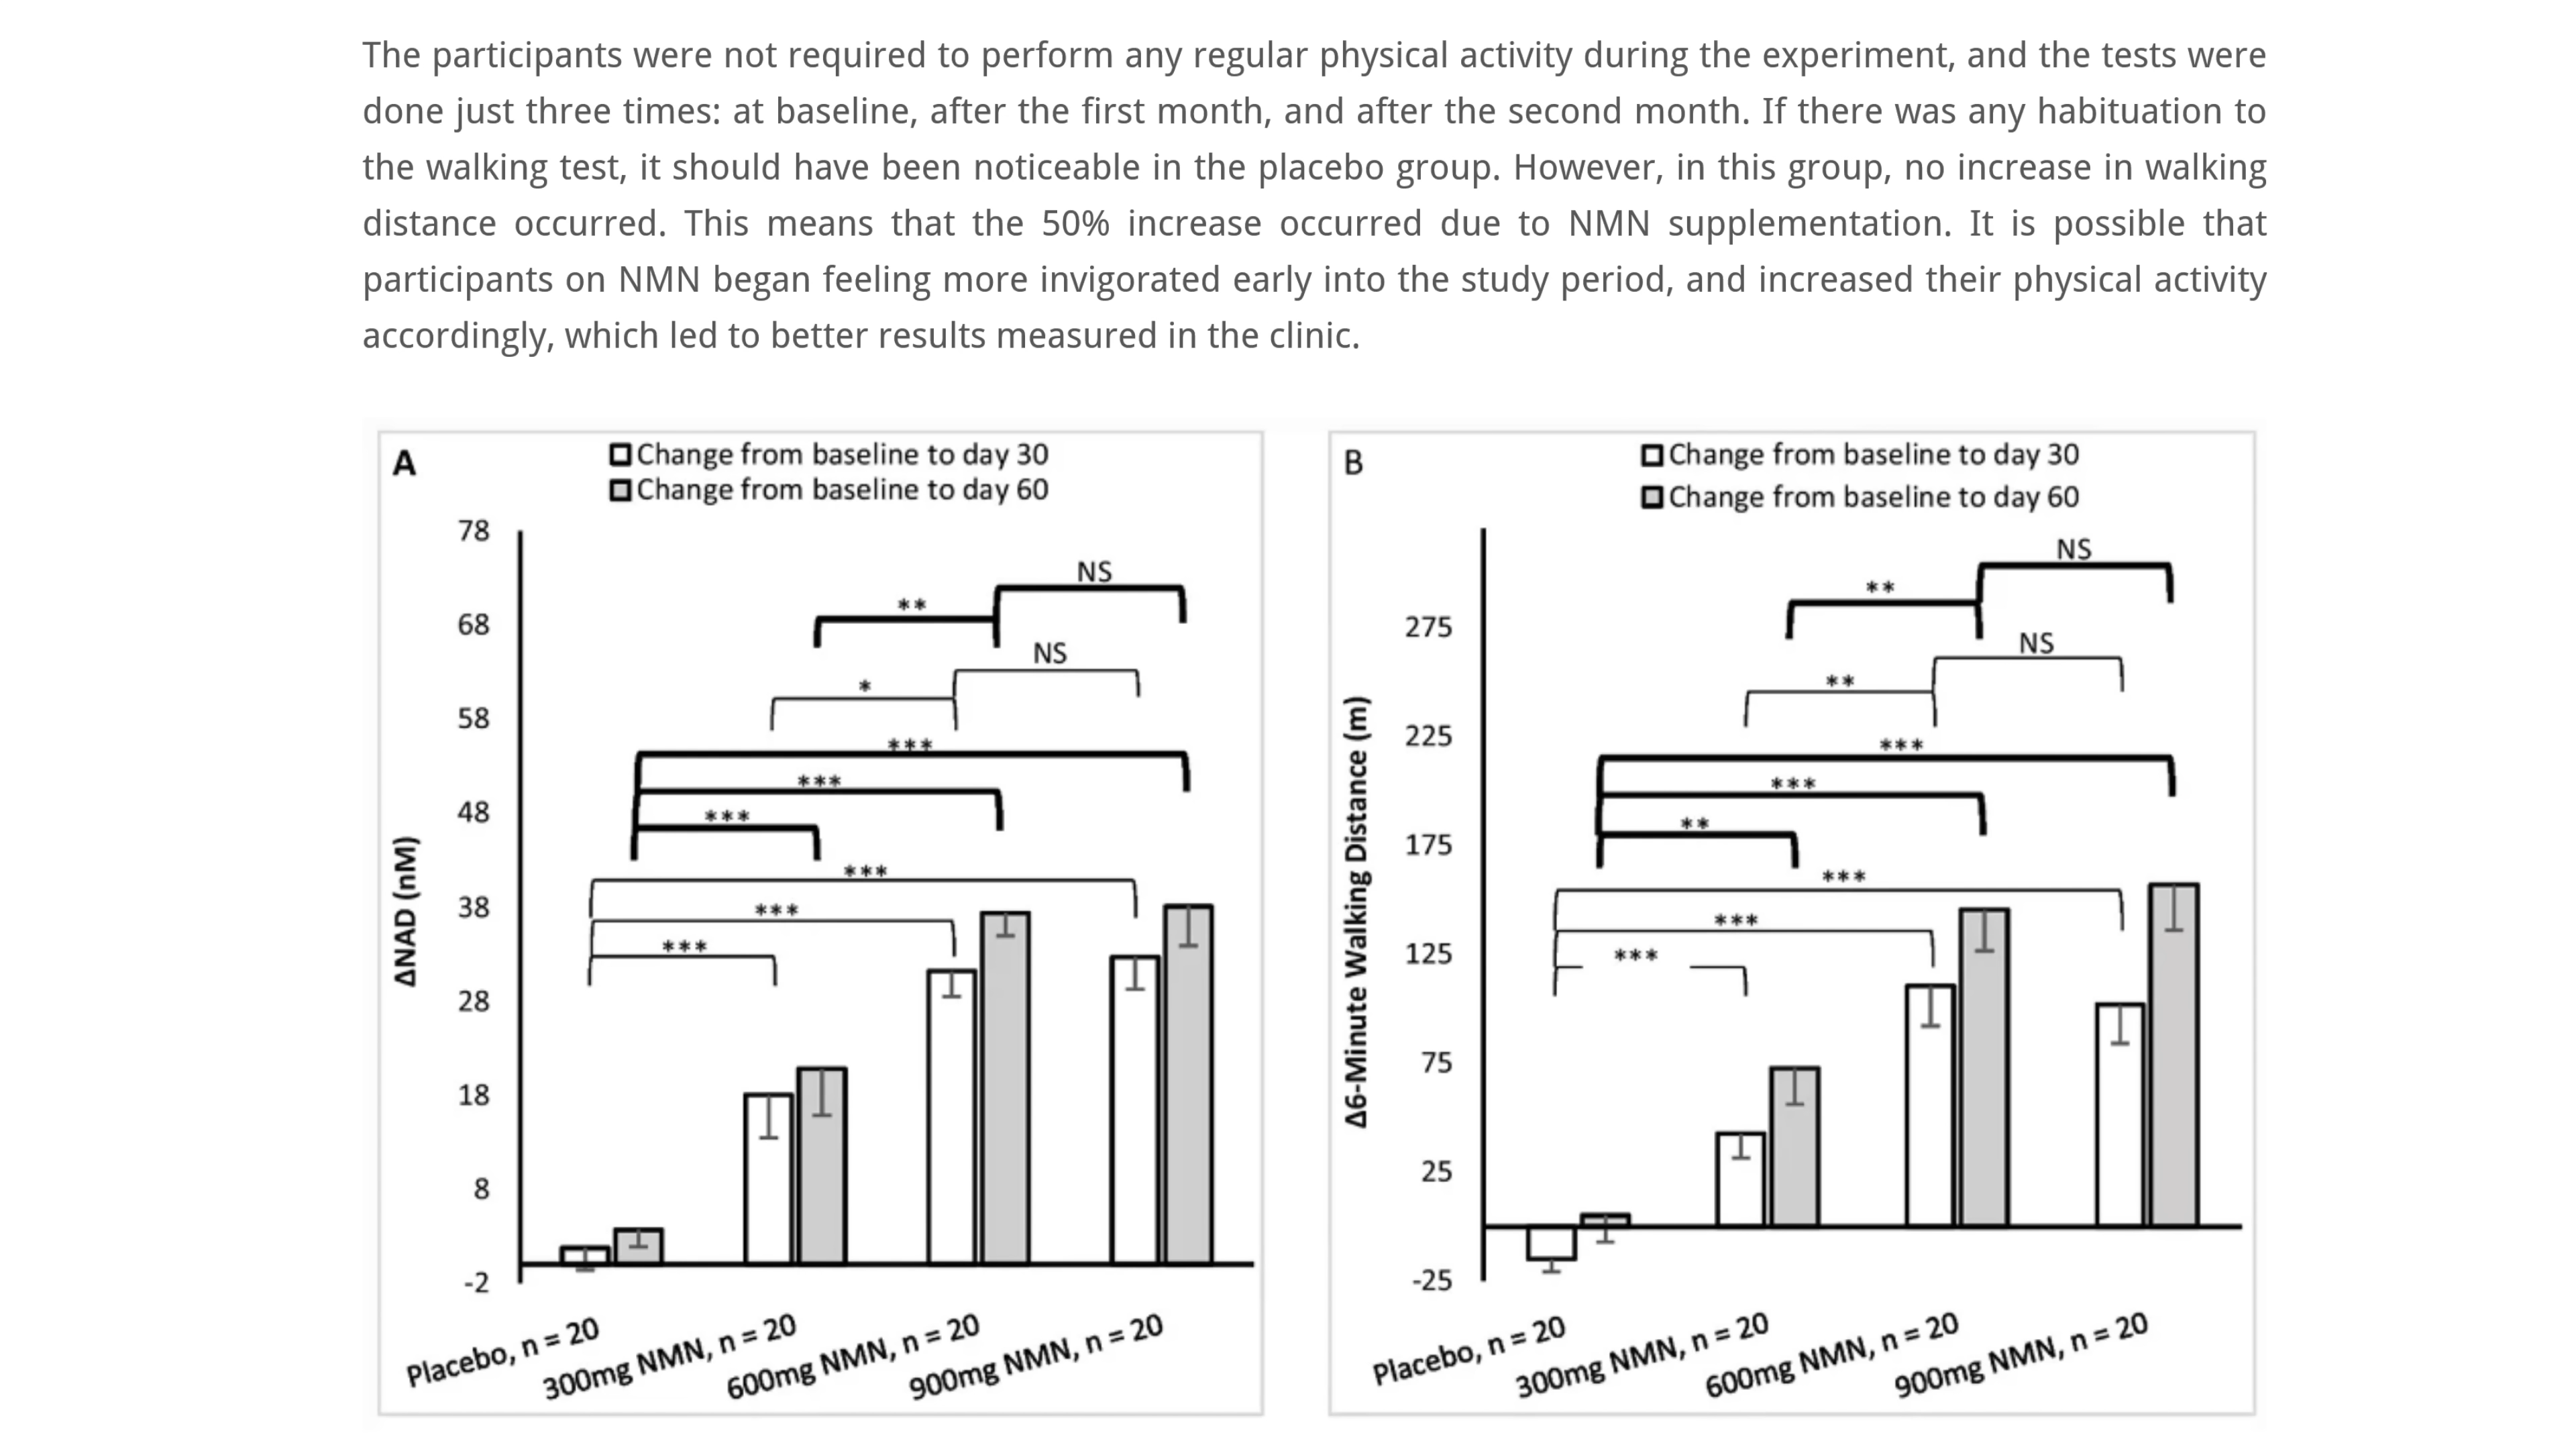 The participants were not required to perform any regular physical activity during the experiment, and the tests were
done just three times: at baseline, after the first month, and after the second month. If there was any habituation to
the walking test, it should have been noticeable in the placebo group. However, in this group, no increase in walking
distance occurred. This means that the 50% increase occurred due to NMN supplementation. It is possible that
participants on NMN began feeling more invigorated early into the study period, and increased their physical activity
accordingly, which led to better results measured in the clinic.
A
Change from baseline to day 30
Change from baseline to day 60
78
68
58
48
38
28
18
8
-2
ΔNAD (nM)
NS
**
NS
*
***
***
***
***
***
***
Placebo, n = 20
300mg NMN, n = 20
600mg NMN, n = 20
900mg NMN, n = 20
B
Change from baseline to day 30
Change from baseline to day 60
275
225
175
125
75
25
-25
Δ6-Minute Walking Distance (m)
NS
**
NS
**
***
***
**
***
***
***
Placebo, n = 20
300mg NMN, n = 20
600mg NMN, n = 20
900mg NMN, n = 20